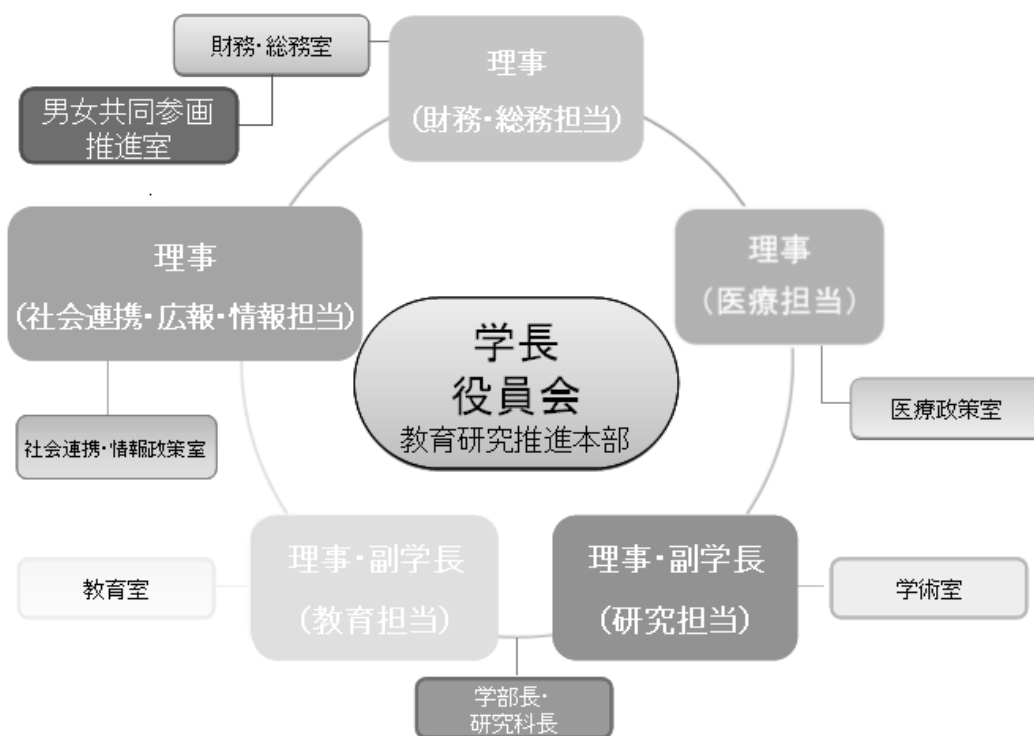 財務・総務室
理事
（財務・総務担当）
男女共同参画
推進室
理事
（社会連携・広報・情報担当）
理事
（医療担当）
学長
役員会
教育研究推進本部
医療政策室
社会連携・情報政策室
理事・副学長
（教育担当）
理事・副学長
（研究担当）
教育室
学術室
学部長・
研究科長